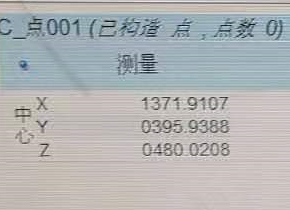 C_点001 (已构造 点 , 点数 0)
测量
中心
X 1371.9107
Y 0395.9388
Z 0480.0208